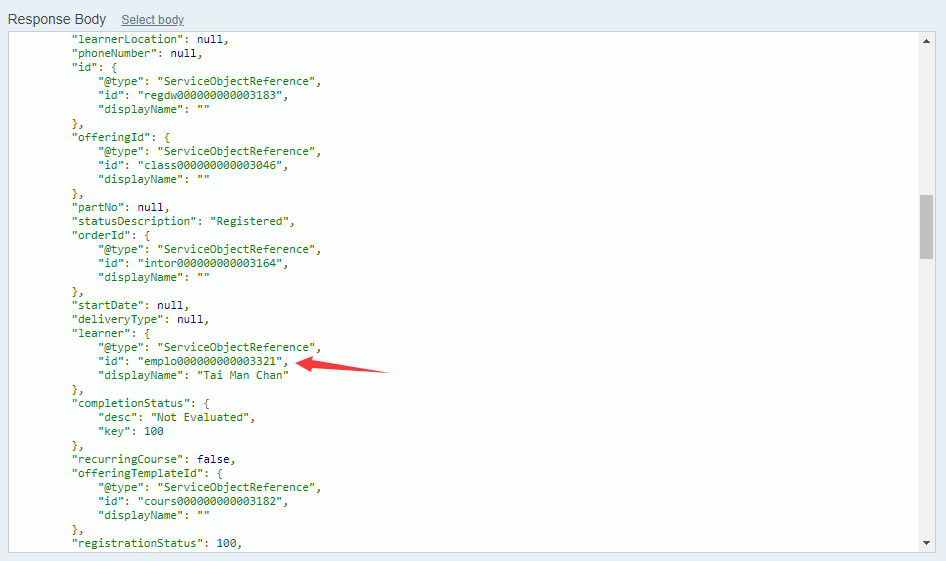 Response Body Select body
"learnerLocation": null,
"phoneNumber": null,
"id": {
"@type": "ServiceObjectReference",
"id": "regdw000000000003183",
"displayName": ""
},
"offeringId": {
"@type": "ServiceObjectReference",
"id": "class000000000003046",
"displayName": ""
},
"partNo": null,
"statusDescription": "Registered",
"orderId": {
"@type": "ServiceObjectReference",
"id": "intor000000000003164",
"displayName": ""
},
"startDate": null,
"deliveryType": null,
"learner": {
"@type": "ServiceObjectReference",
"id": "emplo000000000003321",
"displayName": "Tai Man Chan"
},
"completionStatus": {
"desc": "Not Evaluated",
"key": 100
},
"recurringCourse": false,
"offeringTemplateId": {
"@type": "ServiceObjectReference",
"id": "cours000000000003182",
"displayName": ""
},
"registrationStatus": 100,